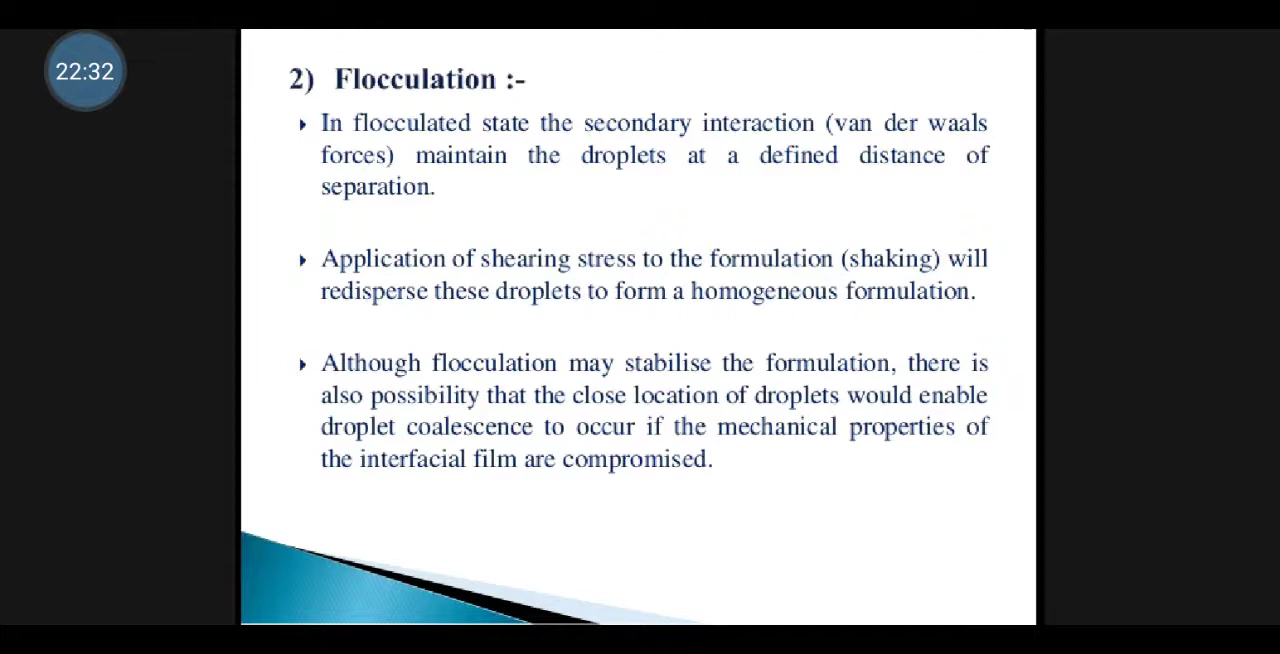 22:32
2) Flocculation :-
In flocculated state the secondary interaction (van der waals
forces) maintain the droplets at a defined distance of
separation.
Application of shearing stress to the formulation (shaking) will
redisperse these droplets to form a homogeneous formulation.
Although flocculation may stabilise the formulation, there is
also possibility that the close location of droplets would enable
droplet coalescence to occur if the mechanical properties of
the interfacial film are compromised.